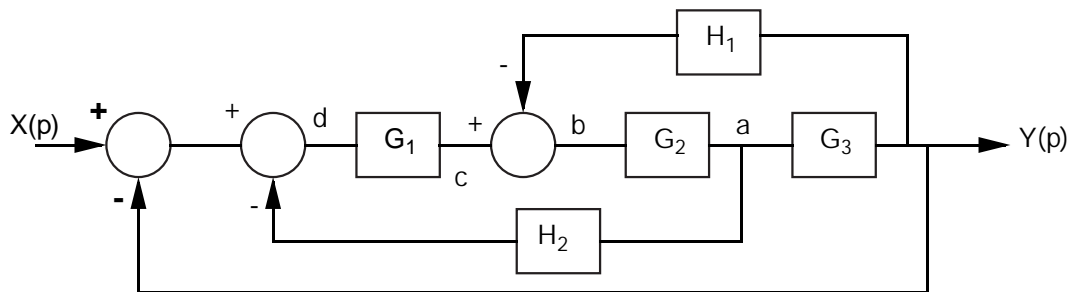 H₁
-
X(p)
+
+
d
G₁
+
c
b
G₂
a
G₃
Y(p)
-
-
H₂